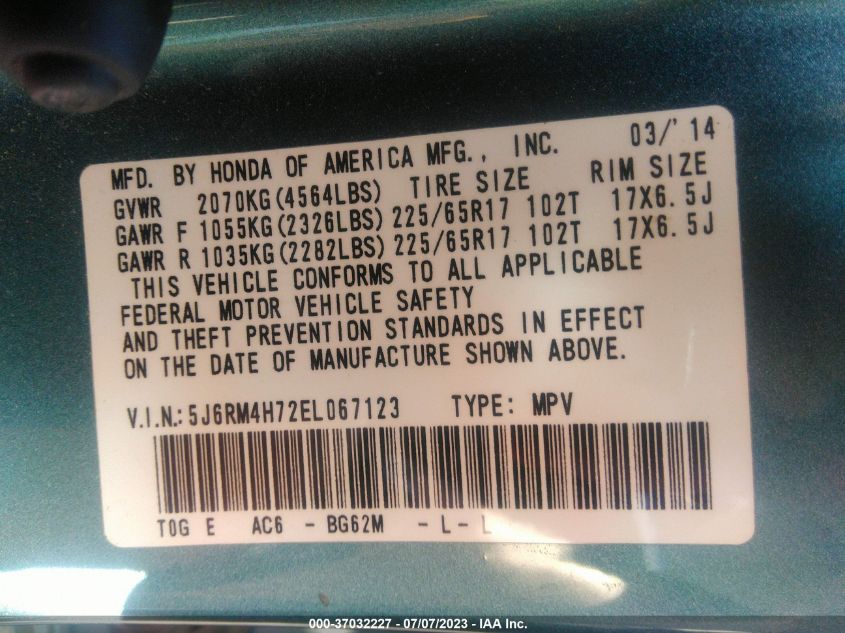 MFD. BY HONDA OF AMERICA MFG., INC. 03/'14
GVWR 2070KG(4564LBS) TIRE SIZE RIM SIZE
GAWR F 1055KG(2326LBS) 225/65R17 102T 17X6.5J
GAWR R 1035KG(2282LBS) 225/65R17 102T 17X6.5J
THIS VEHICLE CONFORMS TO ALL APPLICABLE
FEDERAL MOTOR VEHICLE SAFETY
AND THEFT PREVENTION STANDARDS IN EFFECT
ON THE DATE OF MANUFACTURE SHOWN ABOVE.
V.I.N.: 5J6RM4H72EL067123 TYPE: MPV
T0G E AC6 - BG62M - L - L
000-37032227 - 07/07/2023 - IAA Inc.